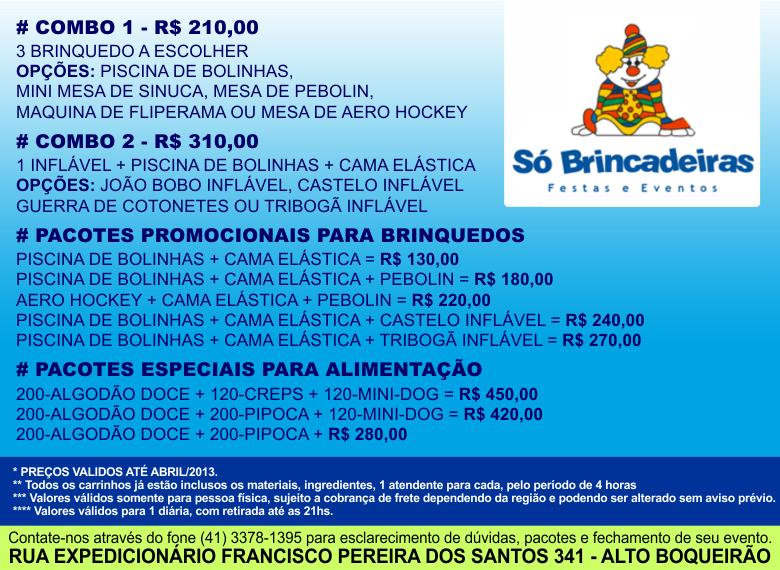 # COMBO 1 - R$ 210,00
3 BRINQUEDO A ESCOLHER
OPÇÕES: PISCINA DE BOLINHAS,
MINI MESA DE SINUCA, MESA DE PEBOLIN,
MAQUINA DE FLIPERAMA OU MESA DE AERO HOCKEY
# COMBO 2 - R$ 310,00
1 INFLÁVEL + PISCINA DE BOLINHAS + CAMA ELÁSTICA
OPÇÕES: JOÃO BOBO INFLÁVEL, CASTELO INFLÁVEL
GUERRA DE COTONETES OU TRIBOGÃ INFLÁVEL
Só Brincadeiras
Festas e Eventos
# PACOTES PROMOCIONAIS PARA BRINQUEDOS
PISCINA DE BOLINHAS + CAMA ELÁSTICA = R$ 130,00
PISCINA DE BOLINHAS + CAMA ELÁSTICA + PEBOLIN = R$ 180,00
AERO HOCKEY + CAMA ELÁSTICA + PEBOLIN = R$ 220,00
PISCINA DE BOLINHAS + CAMA ELÁSTICA + CASTELO INFLÁVEL = R$ 240,00
PISCINA DE BOLINHAS + CAMA ELÁSTICA + TRIBOGÃ INFLÁVEL = R$ 270,00
# PACOTES ESPECIAIS PARA ALIMENTAÇÃO
200-ALGODÃO DOCE + 120-CREPS + 120-MINI-DOG = R$ 450,00
200-ALGODÃO DOCE + 200-PIPOCA + 120-MINI-DOG = R$ 420,00
200-ALGODÃO DOCE + 200-PIPOCA + R$ 280,00
* PREÇOS VALIDOS ATÉ ABRIL/2013.
** Todos os carrinhos já estão inclusos os materiais, ingredientes, 1 atendente para cada, pelo período de 4 horas
*** Valores válidos somente para pessoa física, sujeito a cobrança de frete dependendo da região e podendo ser alterado sem aviso prévio.
**** Valores válidos para 1 diária, com retirada até as 21hs.
Contate-nos através do fone (41) 3378-1395 para esclarecimento de dúvidas, pacotes e fechamento de seu evento.
RUA EXPEDICIONÁRIO FRANCISCO PEREIRA DOS SANTOS 341 - ALTO BOQUEIRÃO